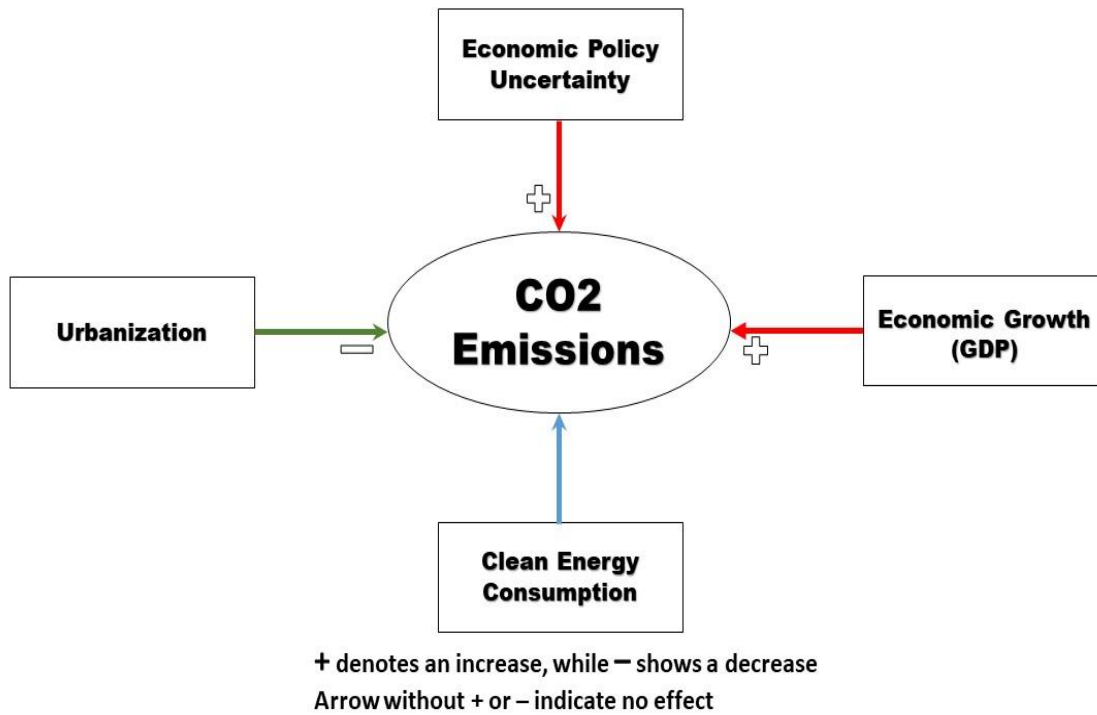 Economic Policy
Uncertainty
+
CO2
Emissions
Urbanization
−
Economic Growth
(GDP)
+
Clean Energy
Consumption
+ denotes an increase, while − shows a decrease
Arrow without + or – indicate no effect